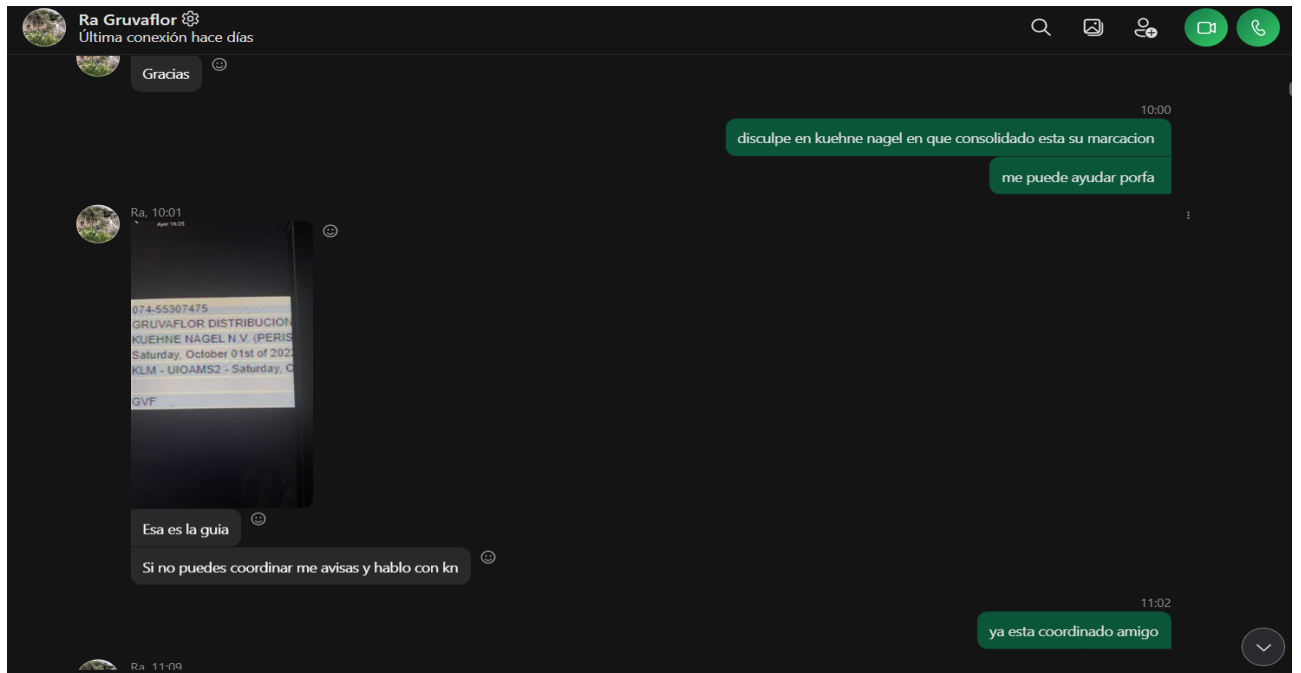 Ra Gruvaflor
Última conexión hace días
Gracias
10:00
disculpe en kuehne nagel en que consolidado esta su marcacion
me puede ayudar porfa
Ra, 10:01
Ayer 16:25
074-55307475
GRUVAFLOR DISTRIBUCION
KUEHNE NAGEL N.V. (PERIS
Saturday, October 01st of 202
KLM - UIOAMS2 - Saturday, O
GVF
Esa es la guia
Si no puedes coordinar me avisas y hablo con kn
11:02
ya esta coordinado amigo
Ra, 11:09